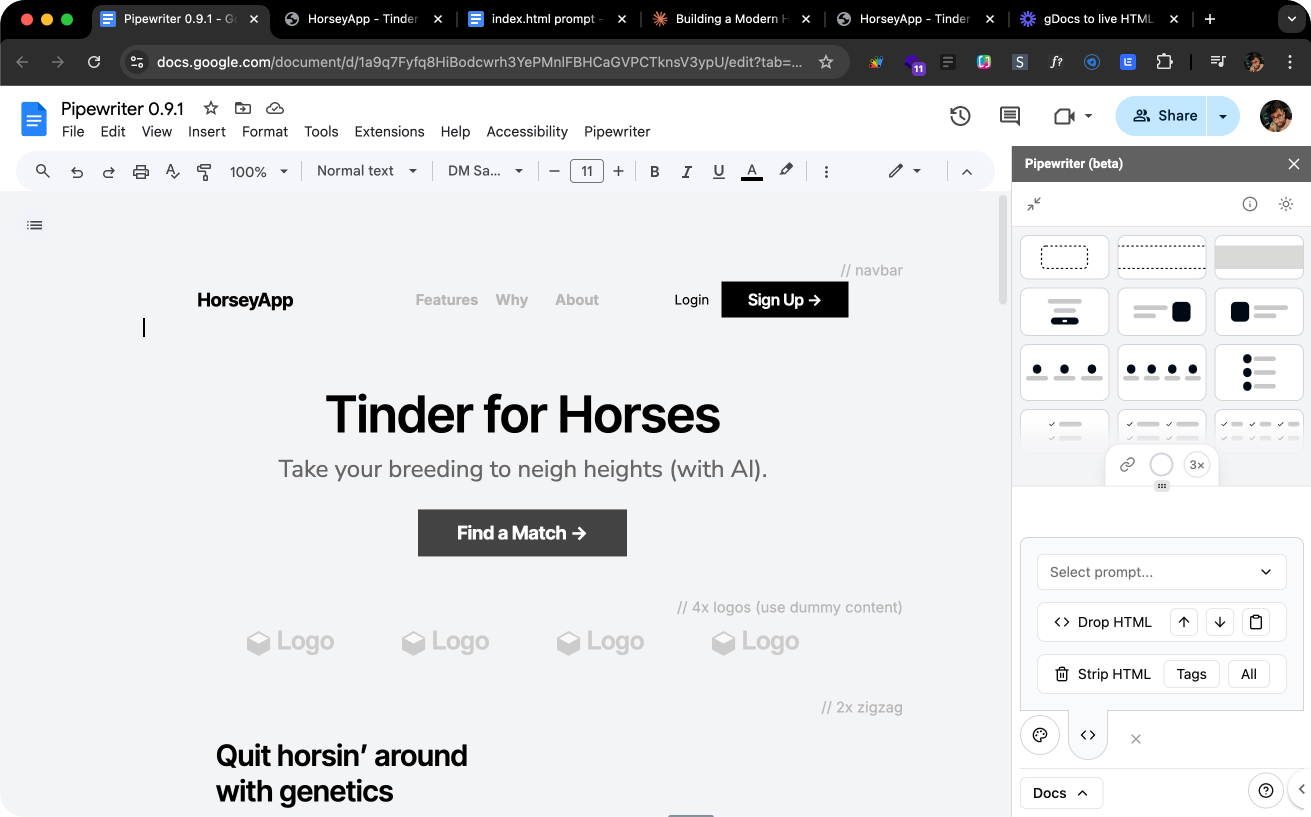 Pipewriter 0.9.1 - G
HorseyApp - Tinder
index.html prompt -
Building a Modern H
HorseyApp - Tinder
gDocs to live HTML
docs.google.com/document/d/1a9q7Fyfq8HiBodcwrh3YePMnlFBHCaGVPCTknsV3ypU/edit?tab=...
11
S
f?
Pipewriter 0.9.1
File Edit View Insert Format Tools Extensions Help Accessibility Pipewriter
Share
100% Normal text DM Sa... 11 B I U A
Pipewriter (beta)
// navbar
HorseyApp Features Why About Login Sign Up →
Tinder for Horses
Take your breeding to neigh heights (with AI).
Find a Match →
// 4x logos (use dummy content)
Logo Logo Logo Logo
// 2x zigzag
Quit horsin’ around
with genetics
3×
Select prompt...
Drop HTML
Strip HTML Tags All
Docs